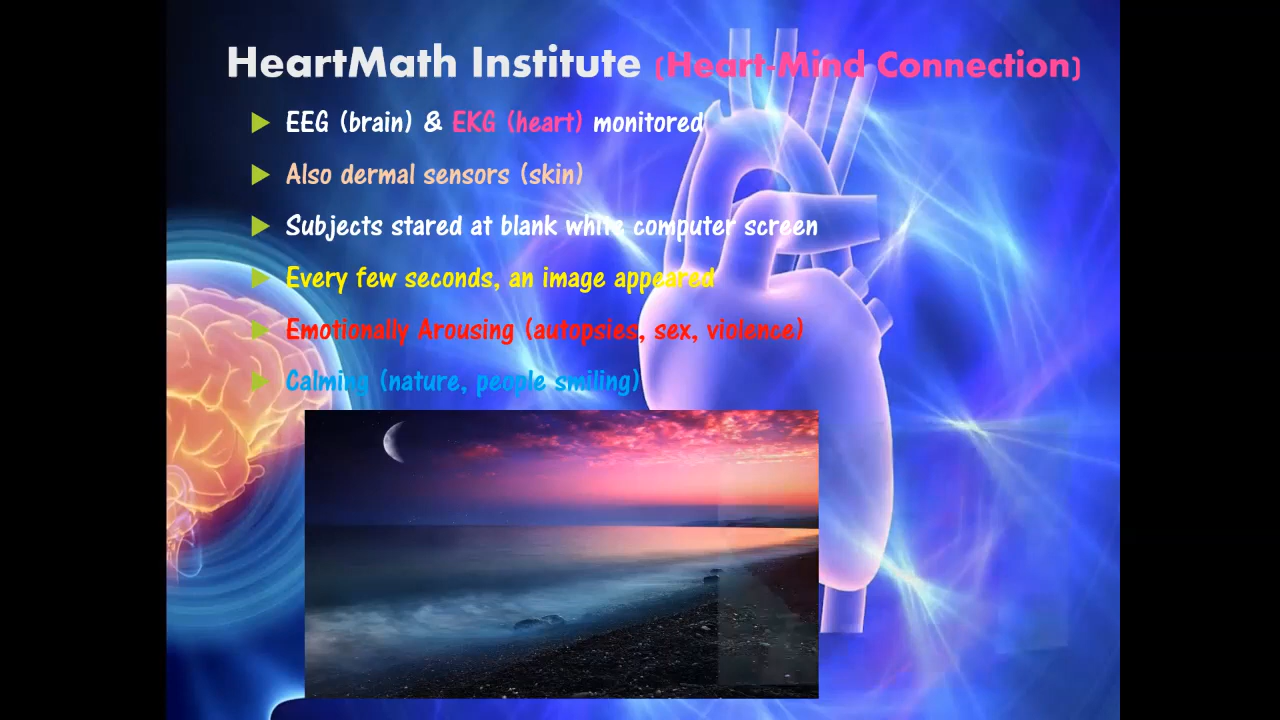 HeartMath Institute (Heart-Mind Connection)
EEG (brain) & EKG (heart) monitored
Also dermal sensors (skin)
Subjects stared at blank white computer screen
Every few seconds, an image appeared
Emotionally Arousing (autopsies, sex, violence)
Calming (nature, people smiling)